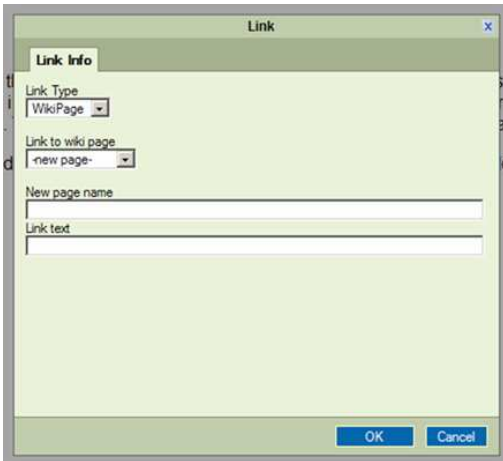 Link
x
Link Info
Link Type
WikiPage
Link to wiki page
-new page-
New page name
Link text
OK
Cancel